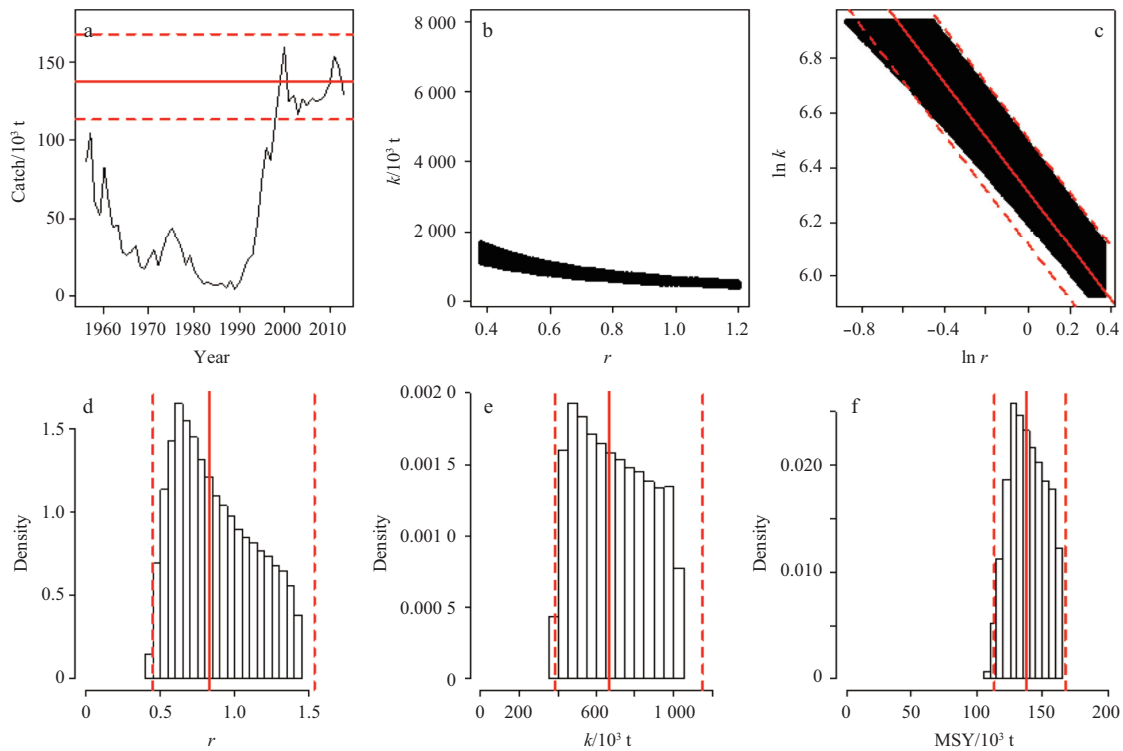 a
Catch/10³ t
150
100
50
0
1960 1970 1980 1990 2000 2010
Year
b
k/10³ t
8 000
6 000
4 000
2 000
0
0.4 0.6 0.8 1.0 1.2
r
c
ln k
6.8
6.6
6.4
6.2
6.0
−0.8 −0.4 0 0.2 0.4
ln r
d
Density
1.5
1.0
0.5
0
0 0.5 1.0 1.5
r
e
Density
0.002 0
0.001 5
0.001 0
0.000 5
0
0 200 600 1 000
k/10³ t
f
Density
0.020
0.010
0
0 50 100 150 200
MSY/10³ t